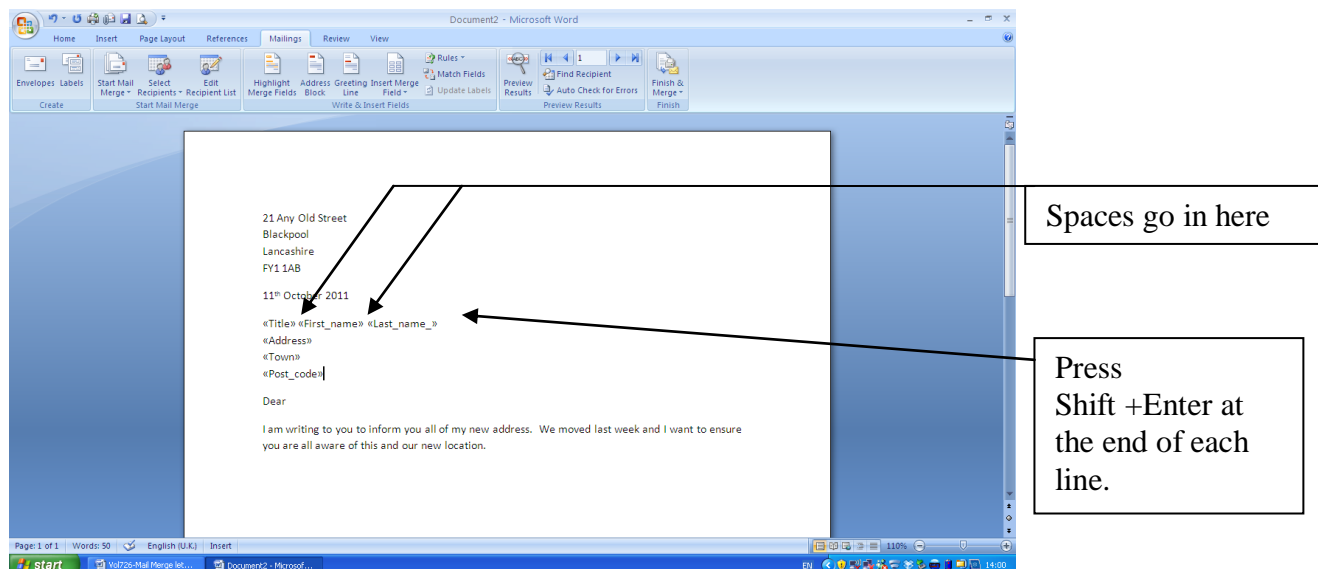 Document2 - Microsoft Word
Home Insert Page Layout References Mailings Review View
Envelopes Labels Start Mail Merge Select Recipients Edit Recipient List Highlight Merge Fields Address Block Greeting Line Insert Merge Field Rules Match Fields Update Labels Preview Results 1 Find Recipient Auto Check for Errors Finish & Merge
Create Start Mail Merge Write & Insert Fields Preview Results Finish
21 Any Old Street
Blackpool
Lancashire
FY1 1AB
11th October 2011
«Title» «First_name» «Last_name_»
«Address»
«Town»
«Post_code»
Dear
I am writing to you to inform you all of my new address. We moved last week and I want to ensure
you are all aware of this and our new location.
Spaces go in here
Press
Shift +Enter at
the end of each
line.
Page: 1 of 1 Words: 50 English (U.K.) Insert 110%
start Vol726-Mail Merge let... Document2 - Microsof... EN 14:00